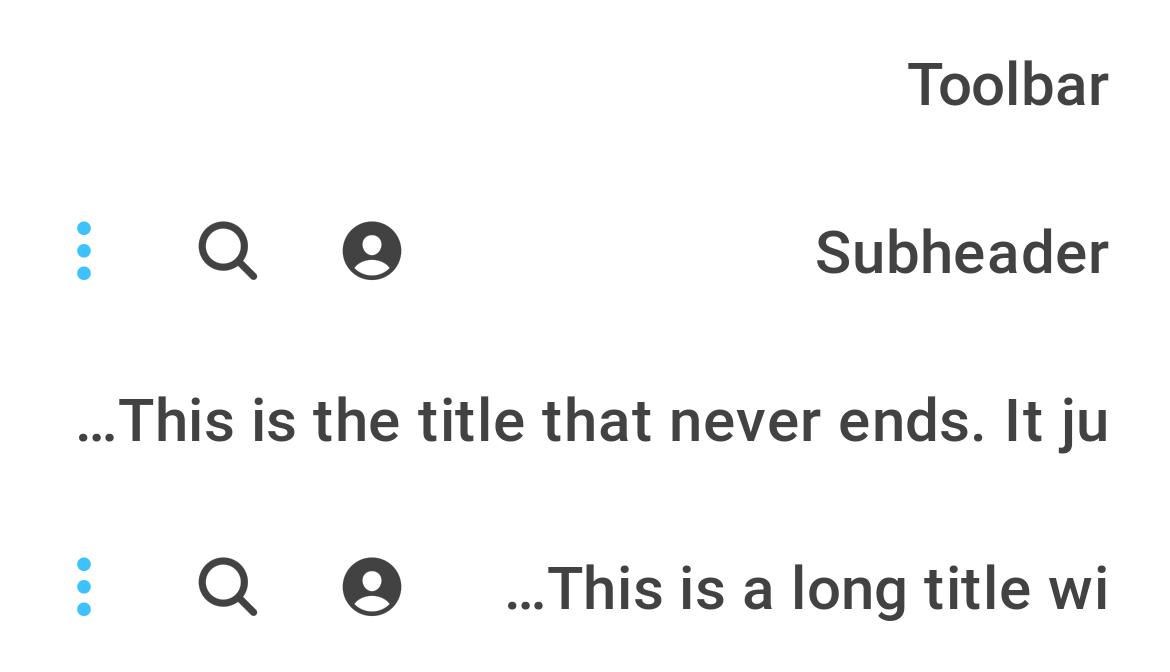 Toolbar
Subheader
…This is the title that never ends. It ju
…This is a long title wi